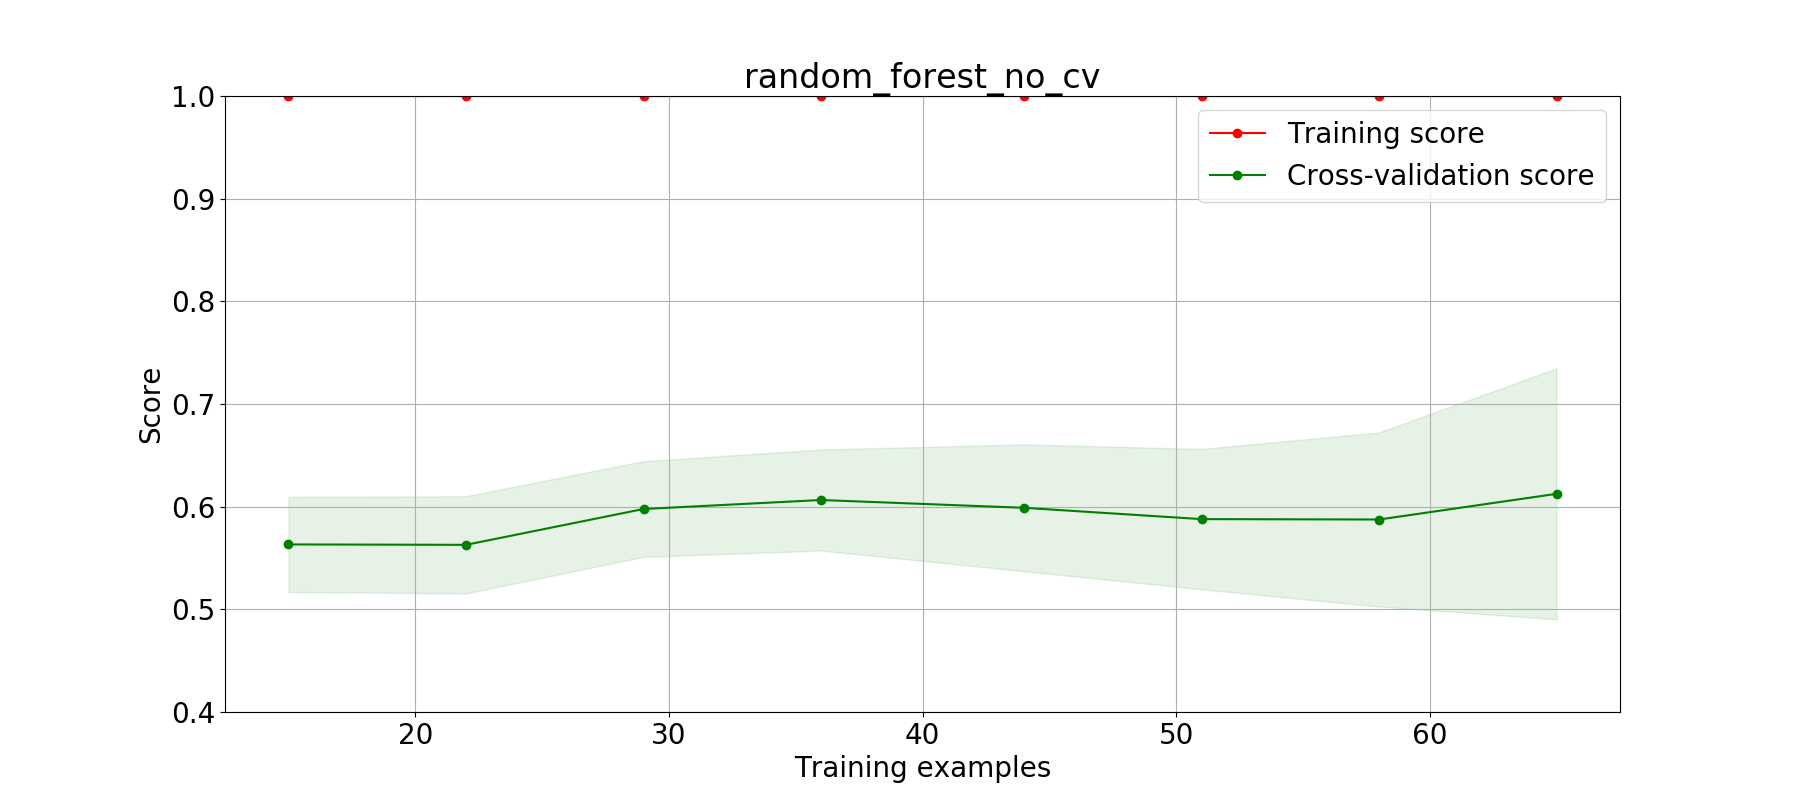 random_forest_no_cv
Training score
Cross-validation score
Score
1.0
0.9
0.8
0.7
0.6
0.5
0.4
20 30 40 50 60
Training examples